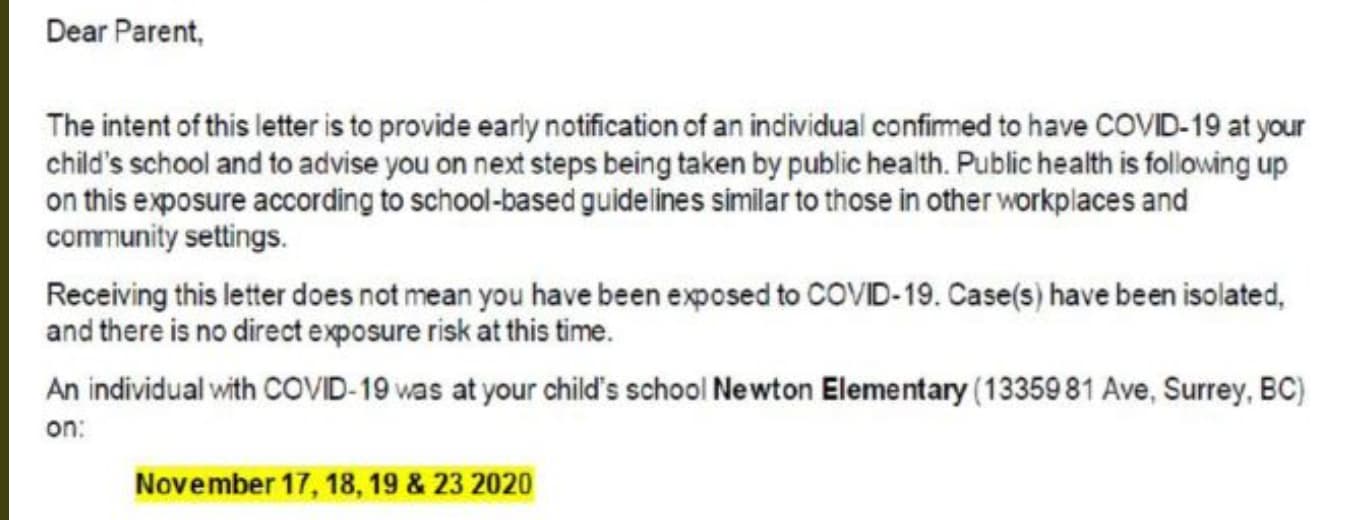 Dear Parent,
The intent of this letter is to provide early notification of an individual confirmed to have COVID-19 at your
child's school and to advise you on next steps being taken by public health. Public health is following up
on this exposure according to school-based guidelines similar to those in other workplaces and
community settings.
Receiving this letter does not mean you have been exposed to COVID-19. Case(s) have been isolated,
and there is no direct exposure risk at this time.
An individual with COVID-19 was at your child's school Newton Elementary (13359 81 Ave, Surrey, BC)
on:
November 17, 18, 19 & 23 2020